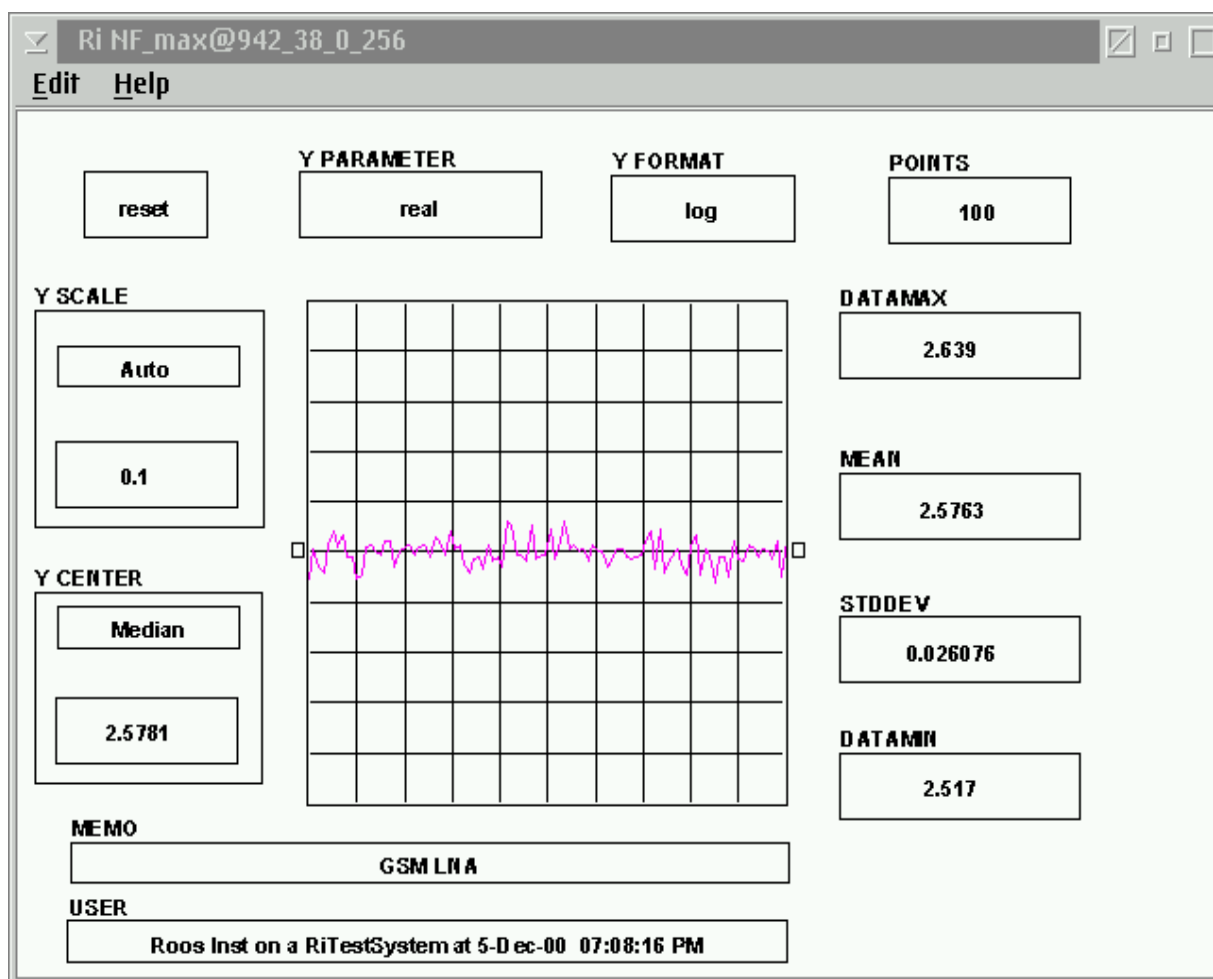 Ri NF_max@942_38_0_256
Edit Help
reset
Y PARAMETER
real
Y FORMAT
log
POINTS
100
Y SCALE
Auto
0.1
Y CENTER
Median
2.5781
DATAMAX
2.639
MEAN
2.5763
STDDEV
0.026076
DATAMIN
2.517
MEMO
GSM LNA
USER
Roos Inst on a RiTestSystem at 5-Dec-00 07:08:16 PM